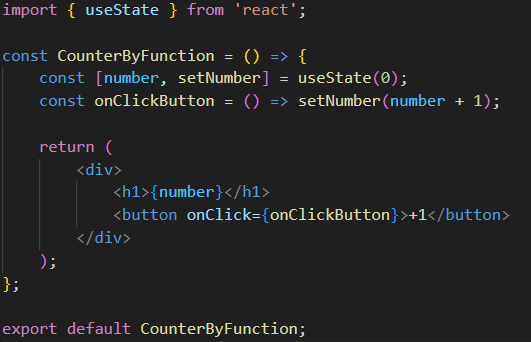 import { useState } from 'react';

const CounterByFunction = () => {
    const [number, setNumber] = useState(0);
    const onClickButton = () => setNumber(number + 1);

    return (
        <div>
            <h1>{number}</h1>
            <button onClick={onClickButton}>+1</button>
        </div>
    );
};

export default CounterByFunction;